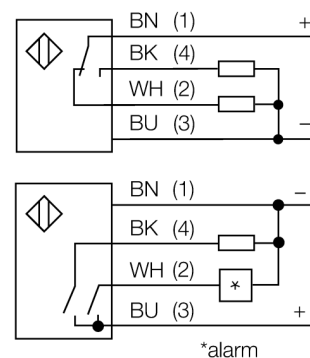 BN (1) +
BK (4)
WH (2)
BU (3) −
BN (1) −
BK (4)
WH (2)
*
BU (3) +
*alarm